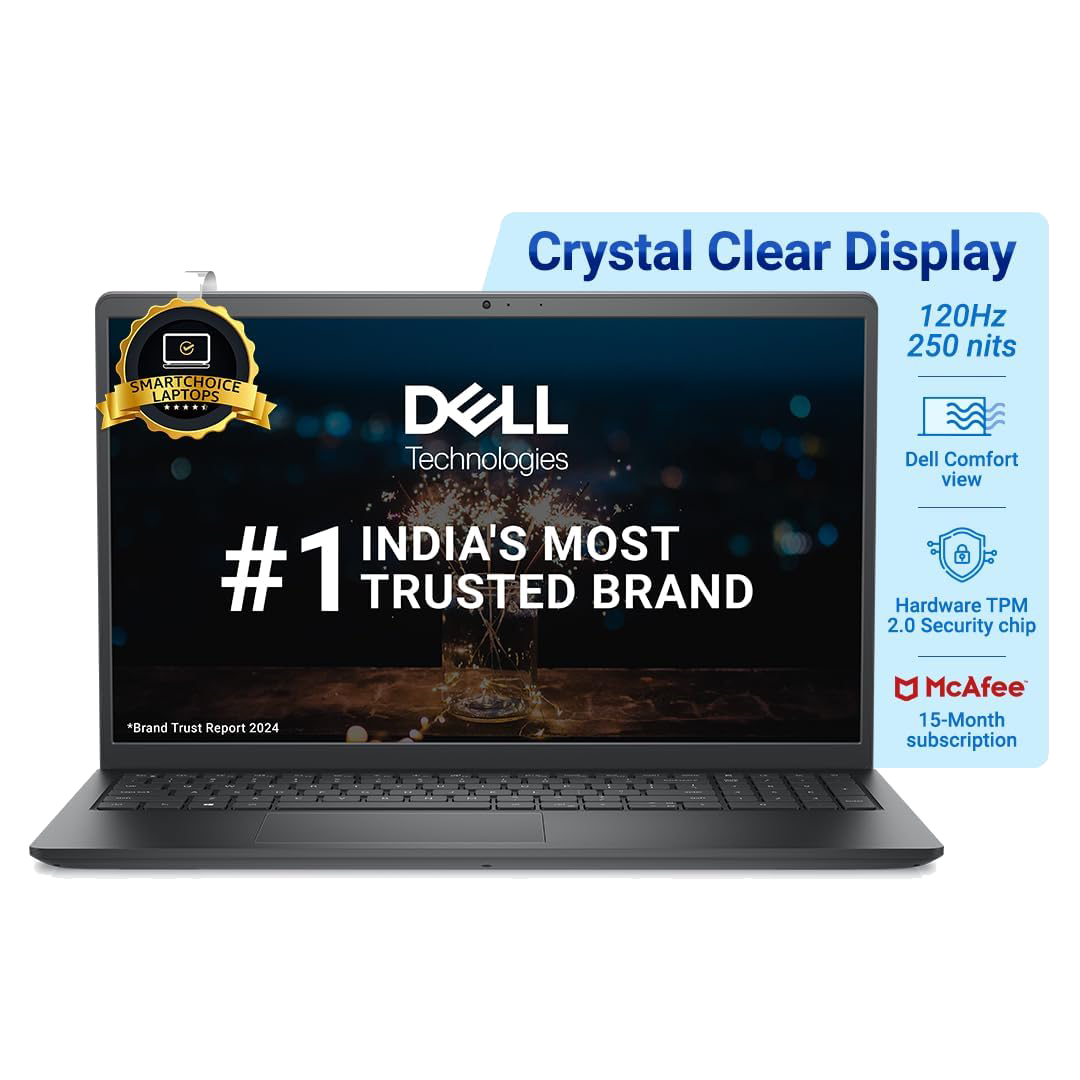 Crystal Clear Display
120Hz
250 nits
Dell Comfort
view
Hardware TPM
2.0 Security chip
McAfee™
15-Month
subscription
SMARTCHOICE
LAPTOPS
DELL
Technologies
#1 INDIA'S MOST
TRUSTED BRAND
*Brand Trust Report 2024